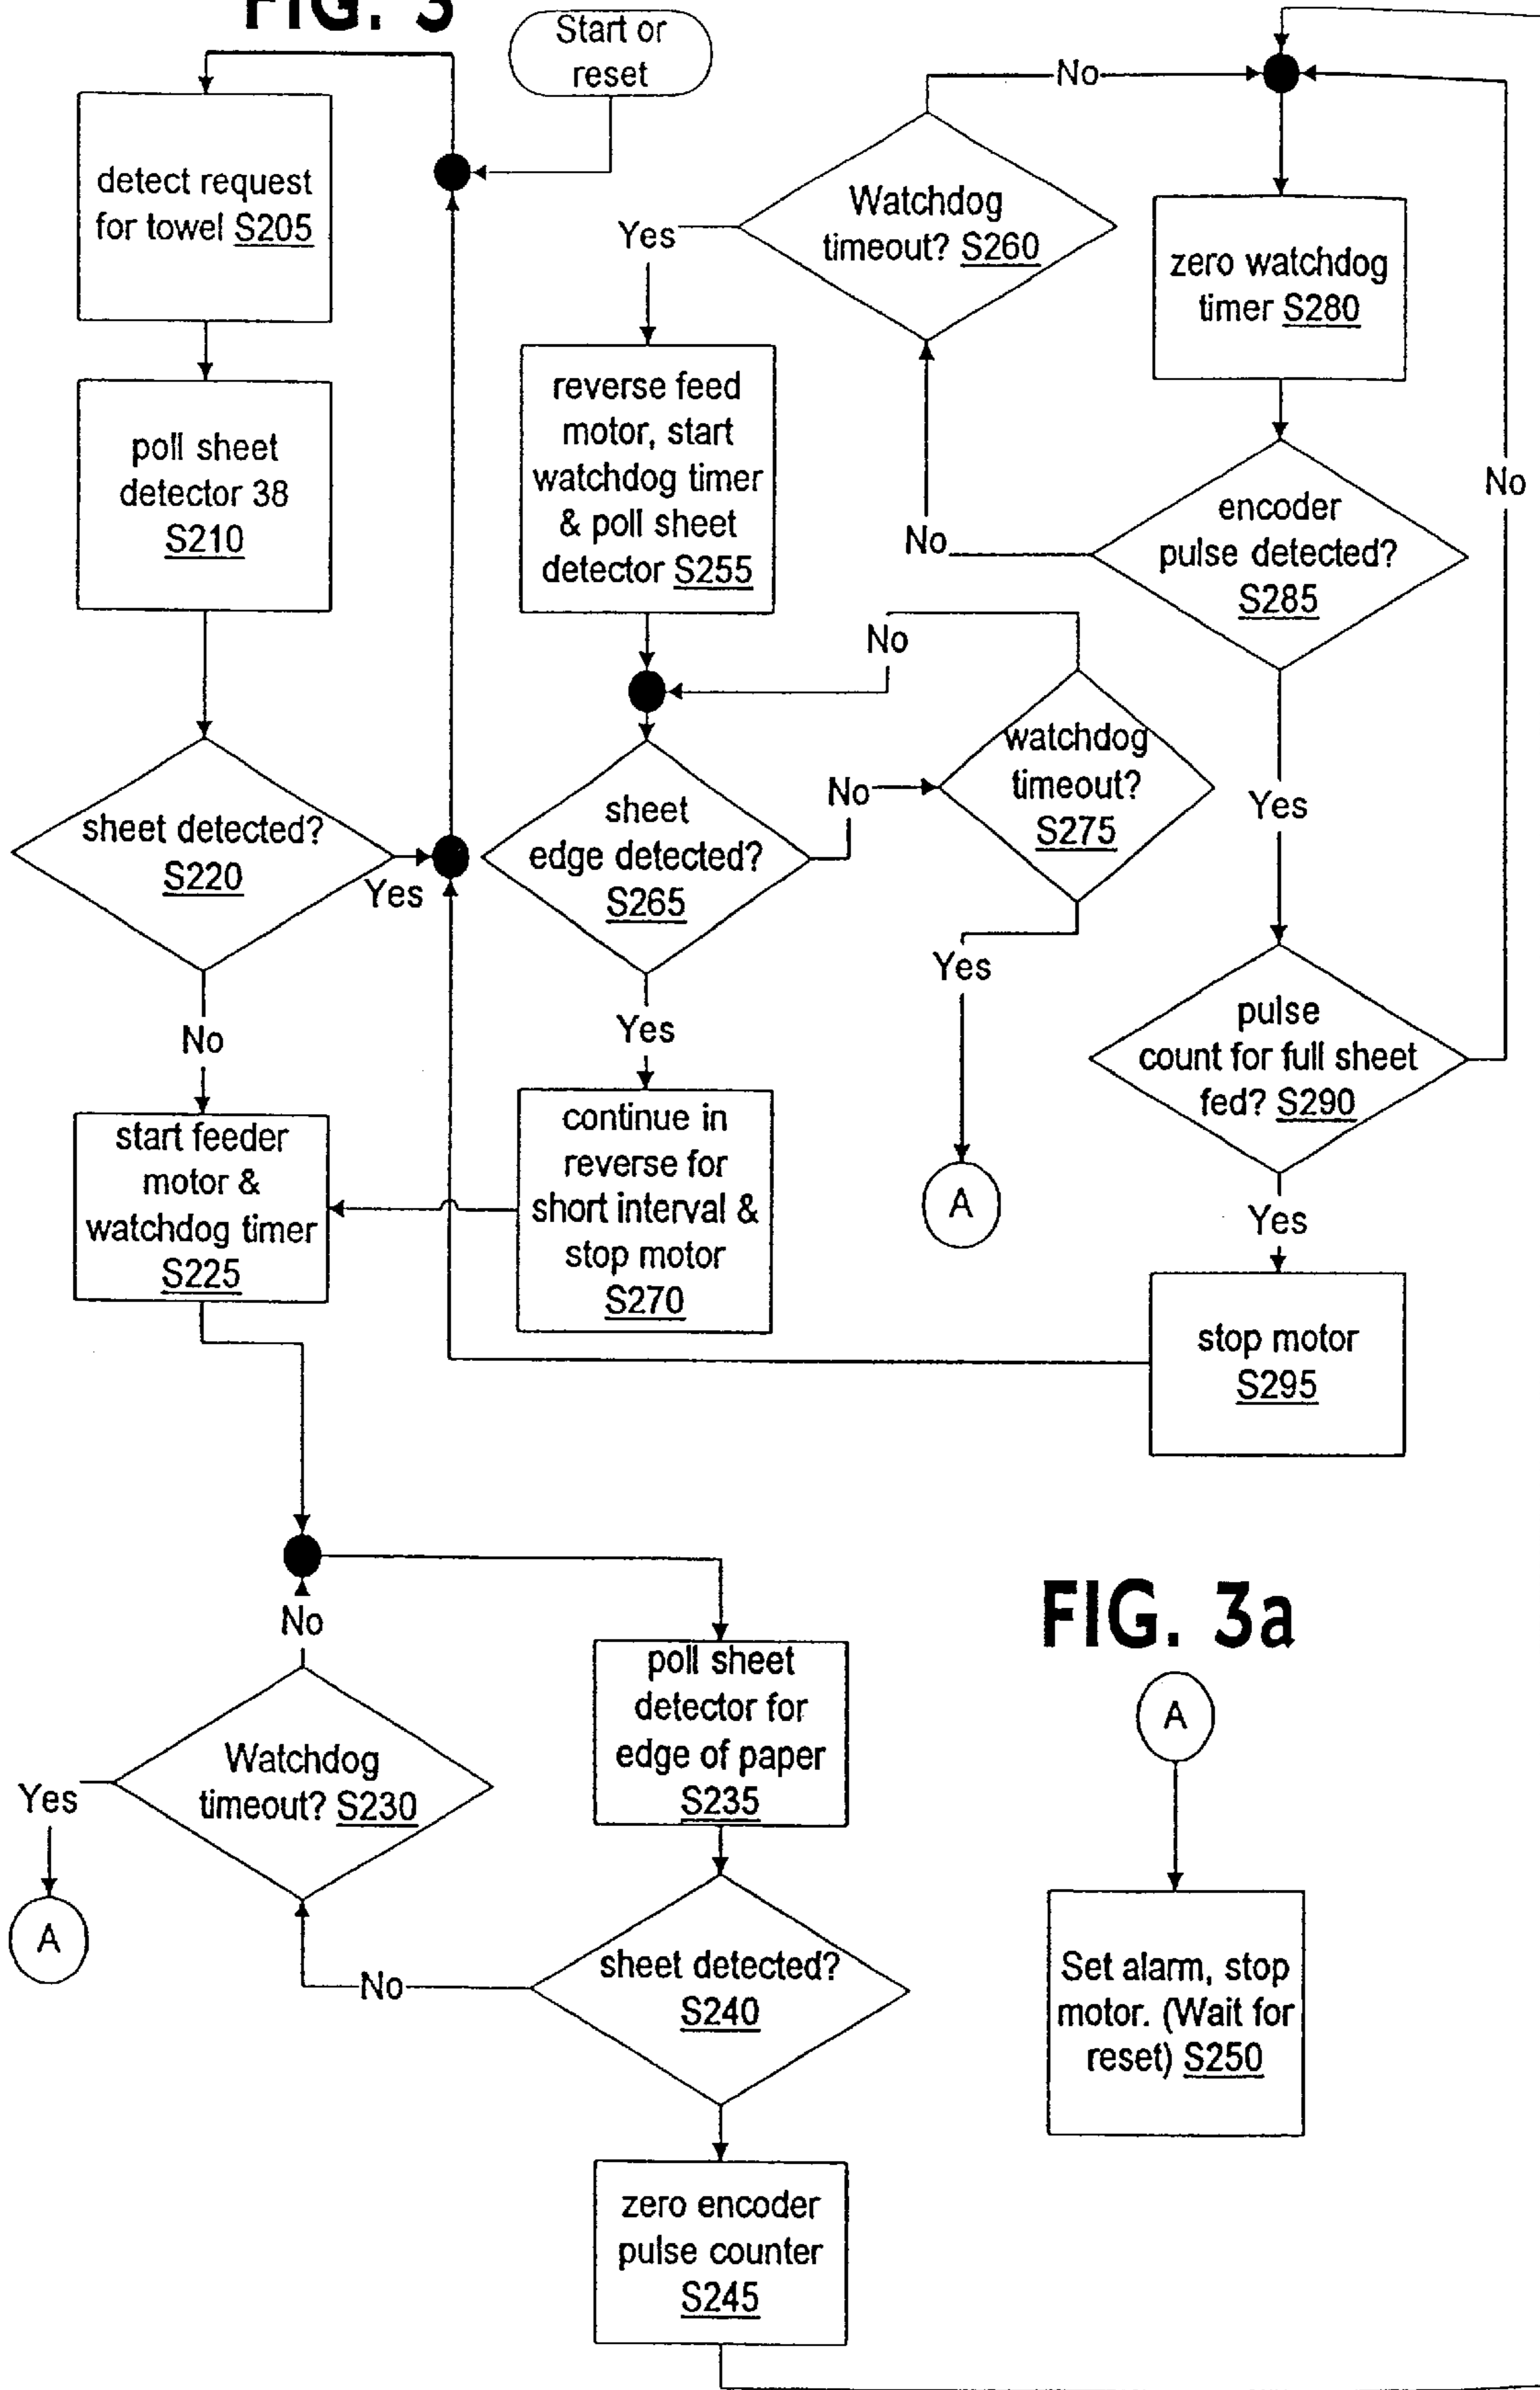 FIG. 3
Start or
reset
detect request
for towel S205
poll sheet
detector 38
S210
sheet detected?
S220
Yes
No
start feeder
motor &
watchdog timer
S225
No
Watchdog
timeout? S260
Yes
reverse feed
motor, start
watchdog timer
& poll sheet
detector S255
No
sheet
edge detected?
S265
No
watchdog
timeout?
S275
Yes
A
Yes
continue in
reverse for
short interval &
stop motor
S270
zero watchdog
timer S280
encoder
pulse detected?
S285
No
No
Yes
pulse
count for full sheet
fed? S290
Yes
stop motor
S295
No
Watchdog
timeout? S230
Yes
A
poll sheet
detector for
edge of paper
S235
sheet detected?
S240
No
zero encoder
pulse counter
S245
FIG. 3a
A
Set alarm, stop
motor. (Wait for
reset) S250